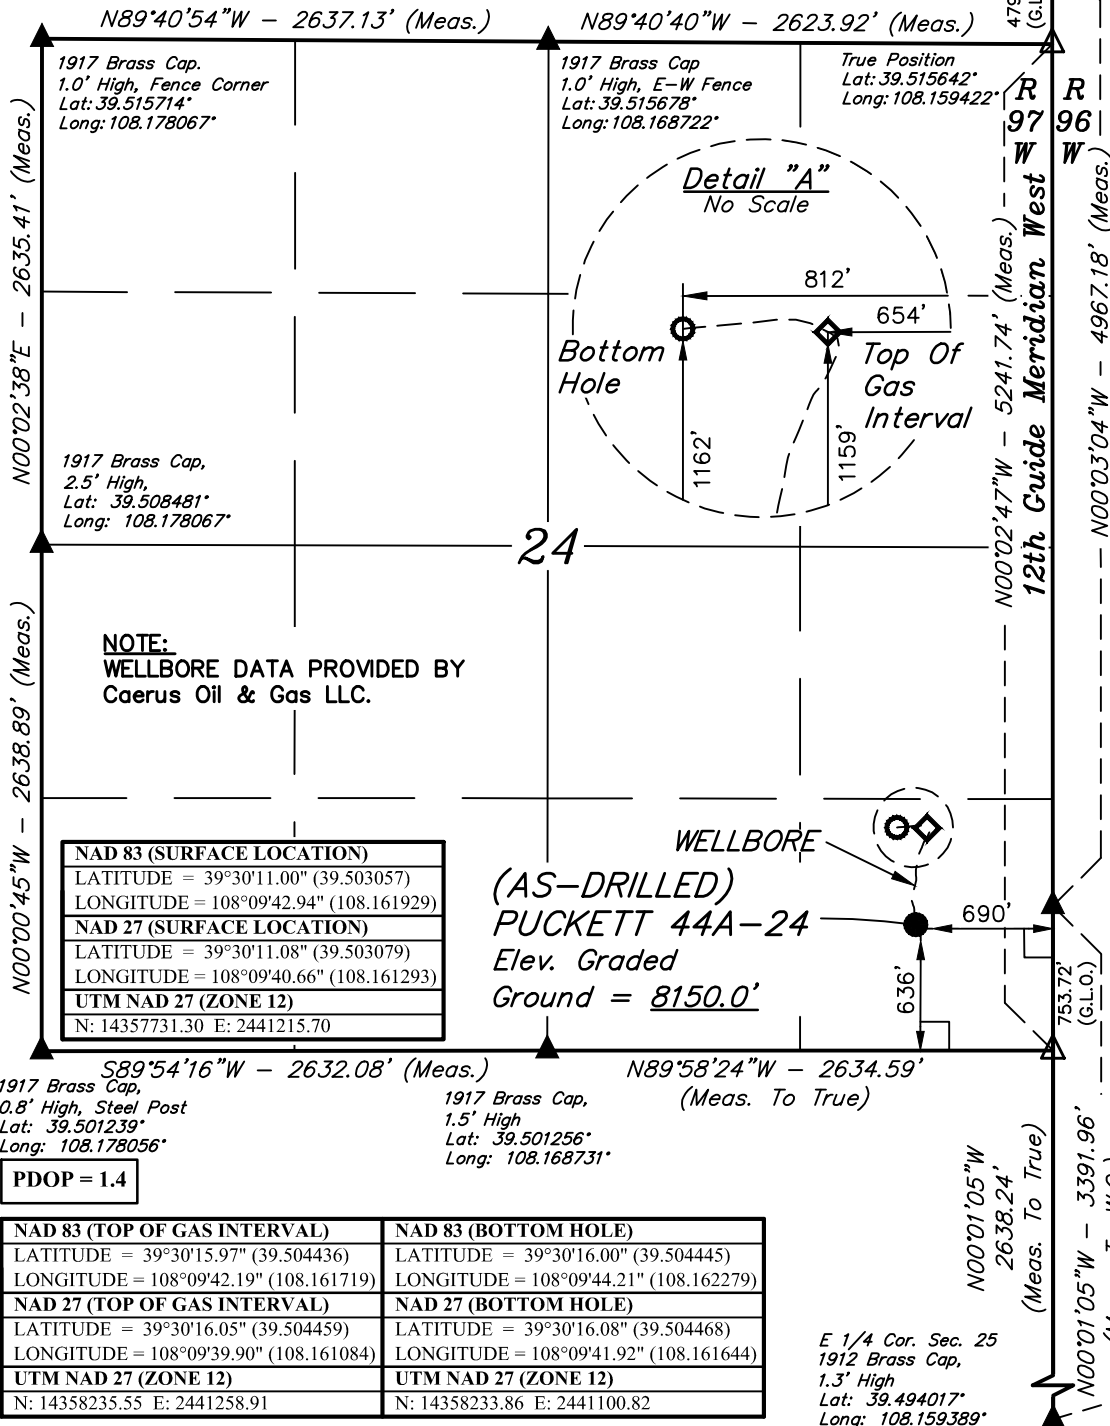 N89°40'54"W - 2637.13' (Meas.)
N89°40'40"W - 2623.92' (Meas.)
1917 Brass Cap.
1.0' High, Fence Corner
Lat: 39.515714°
Long: 108.178067°
1917 Brass Cap
1.0' High, E-W Fence
Lat: 39.515678°
Long: 108.168722°
True Position
Lat: 39.515642°
Long: 108.159422°
R
97
W
R
96
W
N00°02'38"E - 2635.41' (Meas.)
Detail "A"
No Scale
812'
654'
Bottom
Hole
Top Of
Gas
Interval
1162'
1159'
N00°02'47"W - 5241.74' (Meas.)
12th Guide Meridian West
N00°03'04"W - 4967.18' (Meas.)
1917 Brass Cap,
2.5' High,
Lat: 39.508481°
Long: 108.178067°
24
N00°00'45"W - 2638.89' (Meas.)
NOTE:
WELLBORE DATA PROVIDED BY
Caerus Oil & Gas LLC.
NAD 83 (SURFACE LOCATION)
LATITUDE = 39°30'11.00" (39.503057)
LONGITUDE = 108°09'42.94" (108.161929)
NAD 27 (SURFACE LOCATION)
LATITUDE = 39°30'11.08" (39.503079)
LONGITUDE = 108°09'40.66" (108.161293)
UTM NAD 27 (ZONE 12)
N: 14357731.30 E: 2441215.70
WELLBORE
(AS-DRILLED)
PUCKETT 44A-24
Elev. Graded
Ground = 8150.0'
690'
636'
753.72'
(G.L.O.)
S89°54'16"W - 2632.08' (Meas.)
N89°58'24"W - 2634.59'
(Meas. To True)
1917 Brass Cap,
0.8' High, Steel Post
Lat: 39.501239°
Long: 108.178056°
1917 Brass Cap,
1.5' High
Lat: 39.501256°
Long: 108.168731°
PDOP = 1.4
N00°01'05"W
2638.24'
(Meas. To True)
N00°01'05"W - 3391.96'
NAD 83 (TOP OF GAS INTERVAL)
LATITUDE = 39°30'15.97" (39.504436)
LONGITUDE = 108°09'42.19" (108.161719)
NAD 27 (TOP OF GAS INTERVAL)
LATITUDE = 39°30'16.05" (39.504459)
LONGITUDE = 108°09'39.90" (108.161084)
UTM NAD 27 (ZONE 12)
N: 14358235.55 E: 2441258.91
NAD 83 (BOTTOM HOLE)
LATITUDE = 39°30'16.00" (39.504445)
LONGITUDE = 108°09'44.21" (108.162279)
NAD 27 (BOTTOM HOLE)
LATITUDE = 39°30'16.08" (39.504468)
LONGITUDE = 108°09'41.92" (108.161644)
UTM NAD 27 (ZONE 12)
N: 14358233.86 E: 2441100.82
E 1/4 Cor. Sec. 25
1912 Brass Cap,
1.3' High
Lat: 39.494017°
Long: 108.159389°